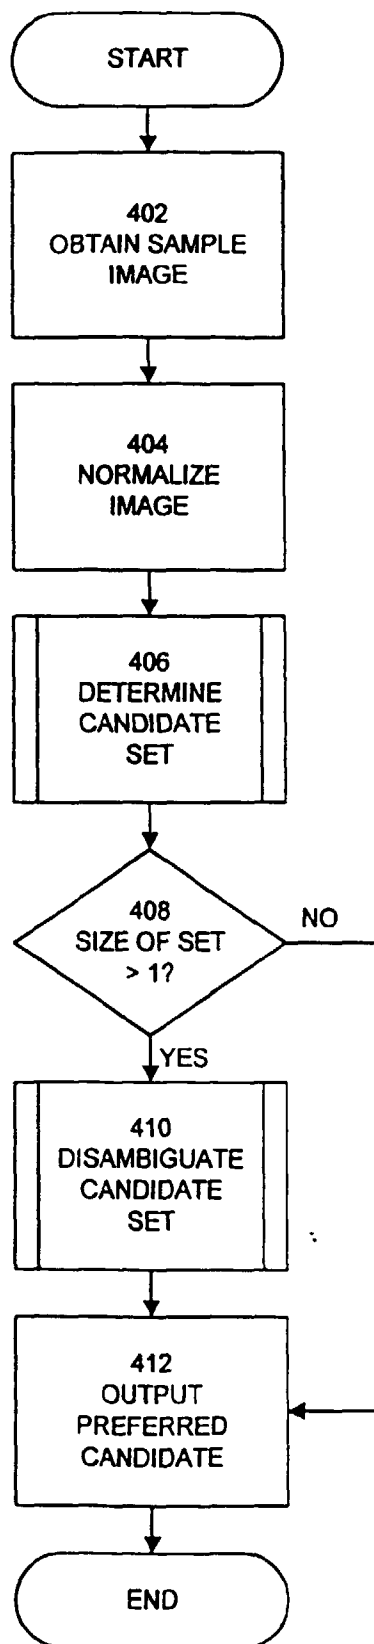 START
402
OBTAIN SAMPLE
IMAGE
404
NORMALIZE
IMAGE
406
DETERMINE
CANDIDATE
SET
408
SIZE OF SET
> 1?
NO
YES
410
DISAMBIGUATE
CANDIDATE
SET
412
OUTPUT
PREFERRED
CANDIDATE
END